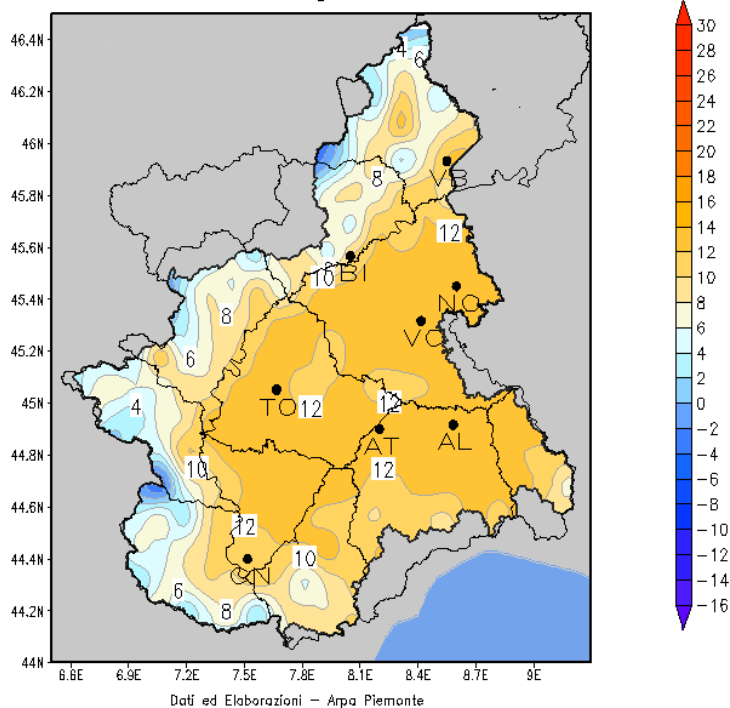 46.4N
46.2N
46N
45.8N
45.6N
45.4N
45.2N
45N
44.8N
44.6N
44.4N
44.2N
44N
6.6E 6.9E 7.2E 7.5E 7.8E 8.1E 8.4E 8.7E 9E
4
6
8
VB
12
10 BI
NO
8
VC
6
4
TO 12
12
AT AL
10
12
12
CN
10
6
8
30
28
26
24
22
20
18
16
14
12
10
8
6
4
2
0
-2
-4
-6
-8
-10
-12
-14
-16
Dati ed Elaborazioni – Arpa Piemonte